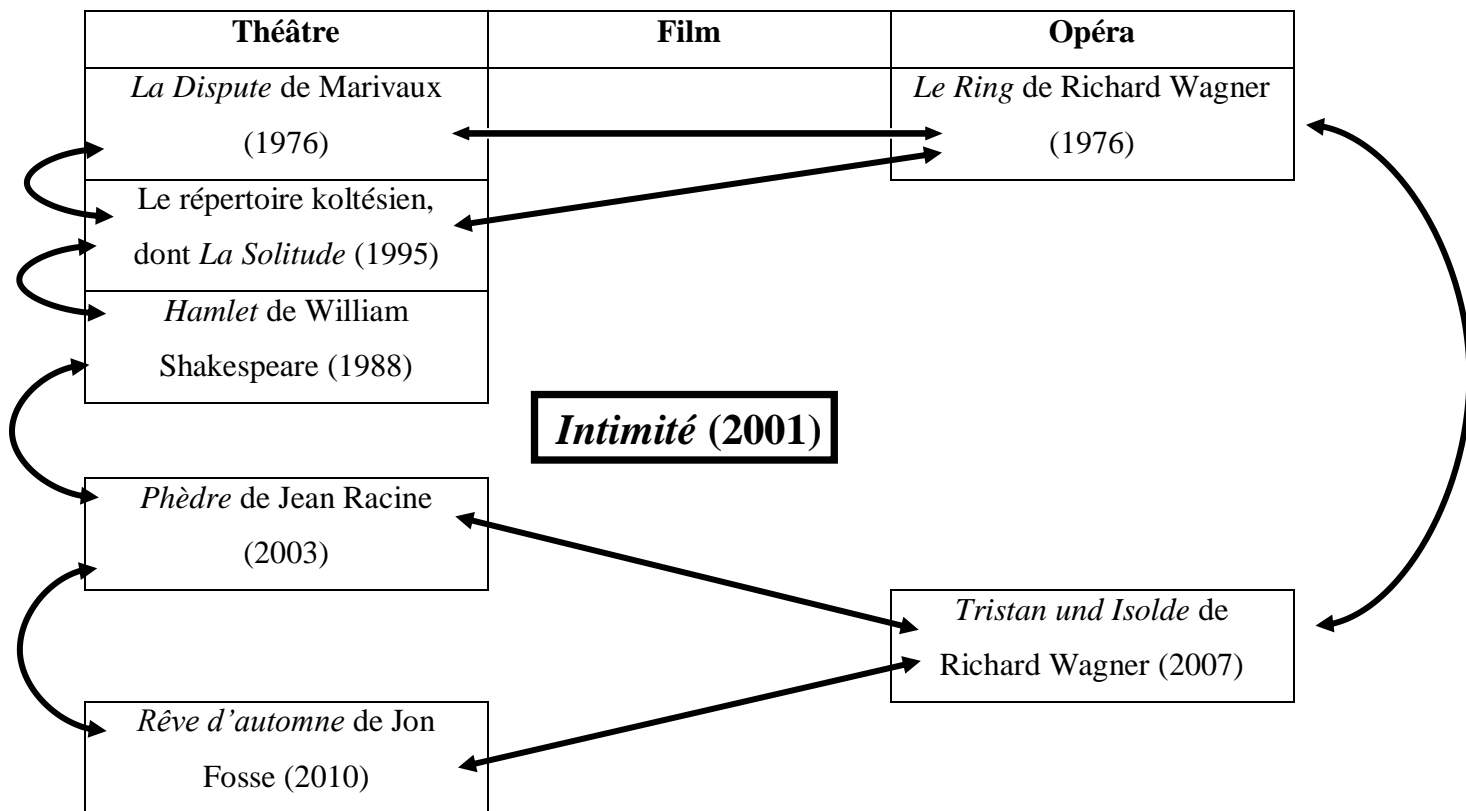 Théâtre
Film
Opéra
La Dispute de Marivaux
(1976)
Le Ring de Richard Wagner
(1976)
Le répertoire koltésien,
dont La Solitude (1995)
Hamlet de William
Shakespeare (1988)
Intimité (2001)
Phèdre de Jean Racine
(2003)
Tristan und Isolde de
Richard Wagner (2007)
Rêve d’automne de Jon
Fosse (2010)